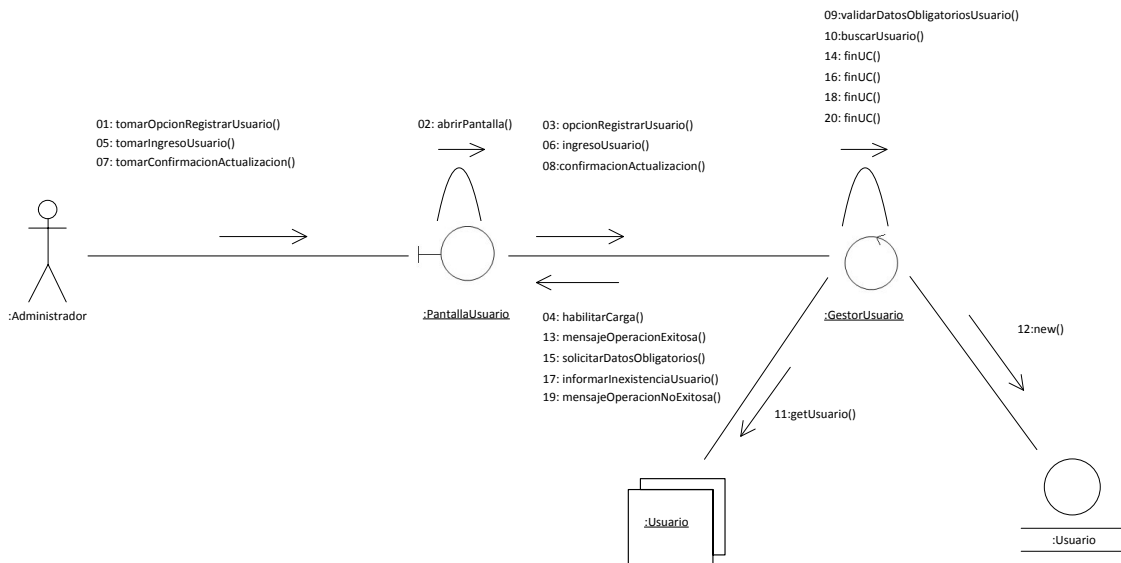 09:validarDatosObligatoriosUsuario()
10:buscarUsuario()
14: finUC()
16: finUC()
18: finUC()
20: finUC()
01: tomarOpcionRegistrarUsuario()
05: tomarIngresoUsuario()
07: tomarConfirmacionActualizacion()
02: abrirPantalla()
03: opcionRegistrarUsuario()
06: ingresoUsuario()
08:confirmacionActualizacion()
:Administrador
:PantallaUsuario
:GestorUsuario
04: habilitarCarga()
13: mensajeOperacionExitosa()
15: solicitarDatosObligatorios()
17: informarInexistenciaUsuario()
19: mensajeOperacionNoExitosa()
12:new()
11:getUsuario()
:Usuario
:Usuario